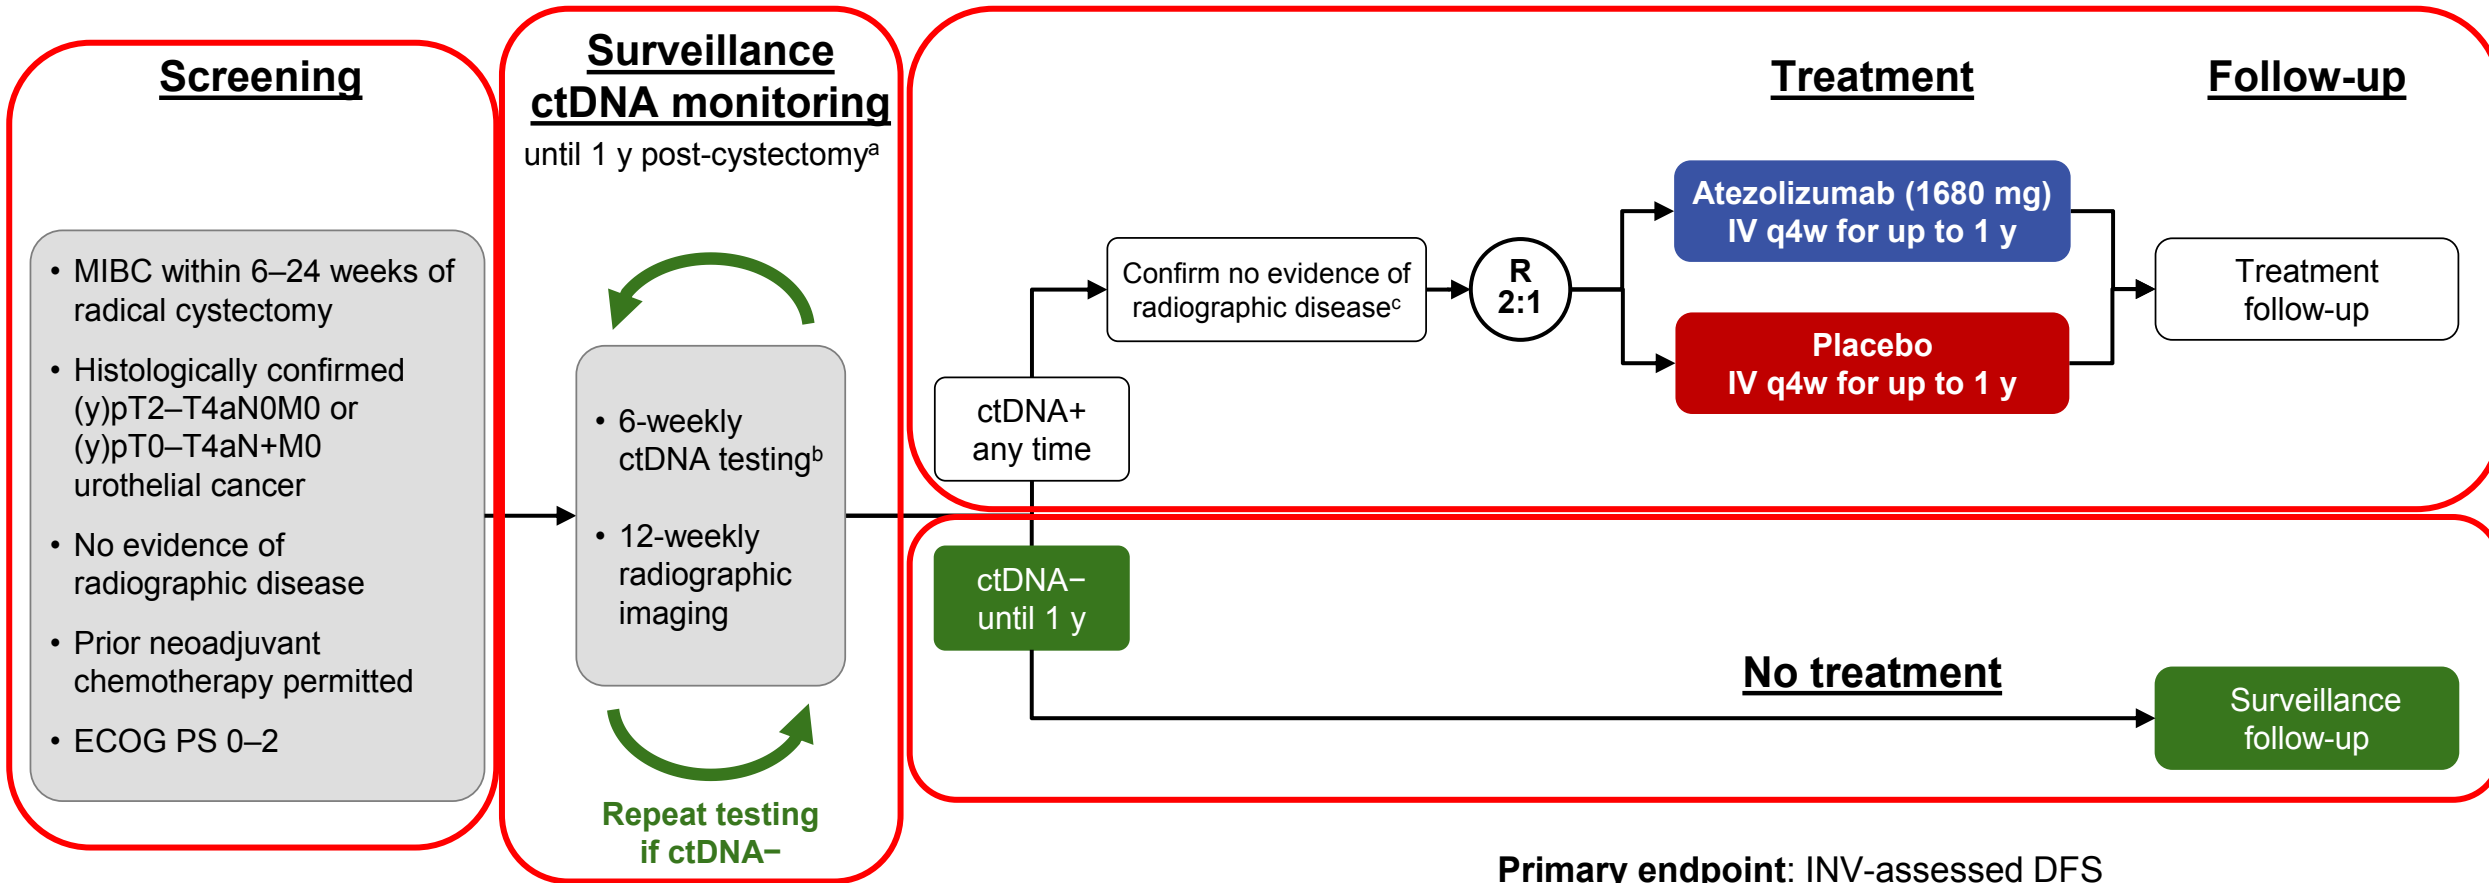 Screening
• MIBC within 6–24 weeks of
radical cystectomy
• Histologically confirmed
(y)pT2–T4aN0M0 or
(y)pT0–T4aN+M0
urothelial cancer
• No evidence of
radiographic disease
• Prior neoadjuvant
chemotherapy permitted
• ECOG PS 0–2
Surveillance
ctDNA monitoring
until 1 y post-cystectomyᵃ
• 6-weekly
ctDNA testingᵇ
• 12-weekly
radiographic
imaging
Repeat testing
if ctDNA−
ctDNA+
any time
Confirm no evidence of
radiographic diseaseᶜ
R
2:1
Treatment
Atezolizumab (1680 mg)
IV q4w for up to 1 y
Placebo
IV q4w for up to 1 y
Follow-up
Treatment
follow-up
ctDNA−
until 1 y
No treatment
Surveillance
follow-up
Primary endpoint: INV-assessed DFS